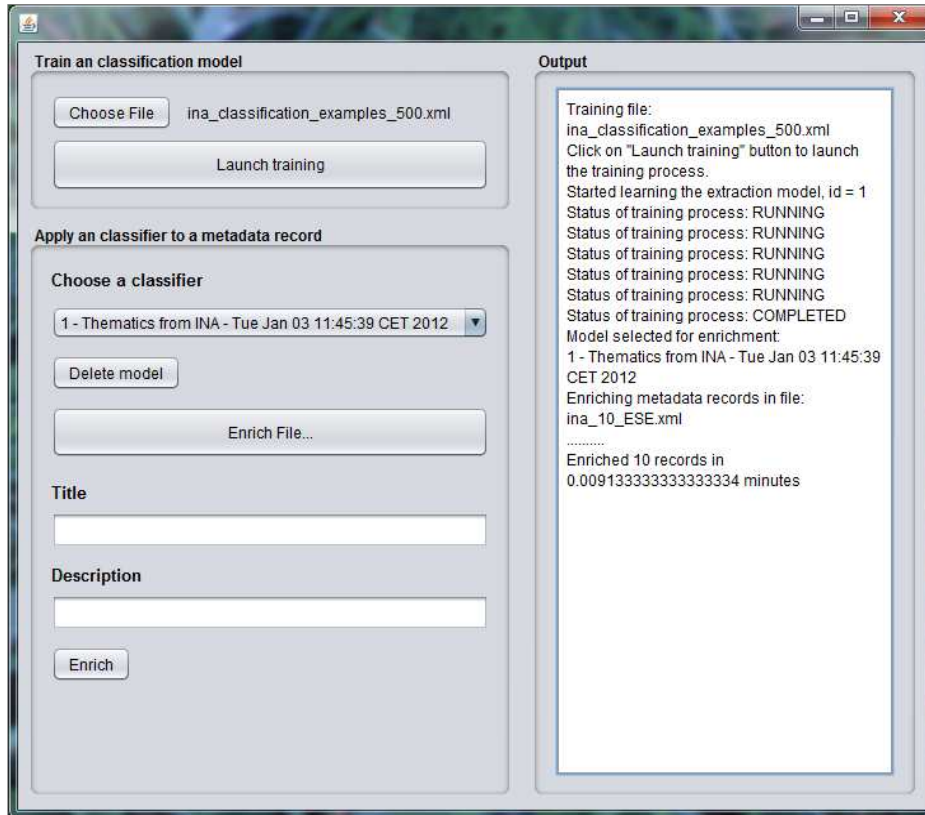 Train an classification model
Choose File
ina_classification_examples_500.xml
Launch training
Apply an classifier to a metadata record
Choose a classifier
1 - Thematics from INA - Tue Jan 03 11:45:39 CET 2012
Delete model
Enrich File...
Title
Description
Enrich
Output
Training file:
ina_classification_examples_500.xml
Click on "Launch training" button to launch
the training process.
Started learning the extraction model, id = 1
Status of training process: RUNNING
Status of training process: RUNNING
Status of training process: RUNNING
Status of training process: RUNNING
Status of training process: RUNNING
Status of training process: COMPLETED
Model selected for enrichment:
1 - Thematics from INA - Tue Jan 03 11:45:39
CET 2012
Enriching metadata records in file:
ina_10_ESE.xml
..........
Enriched 10 records in
0.009133333333333334 minutes